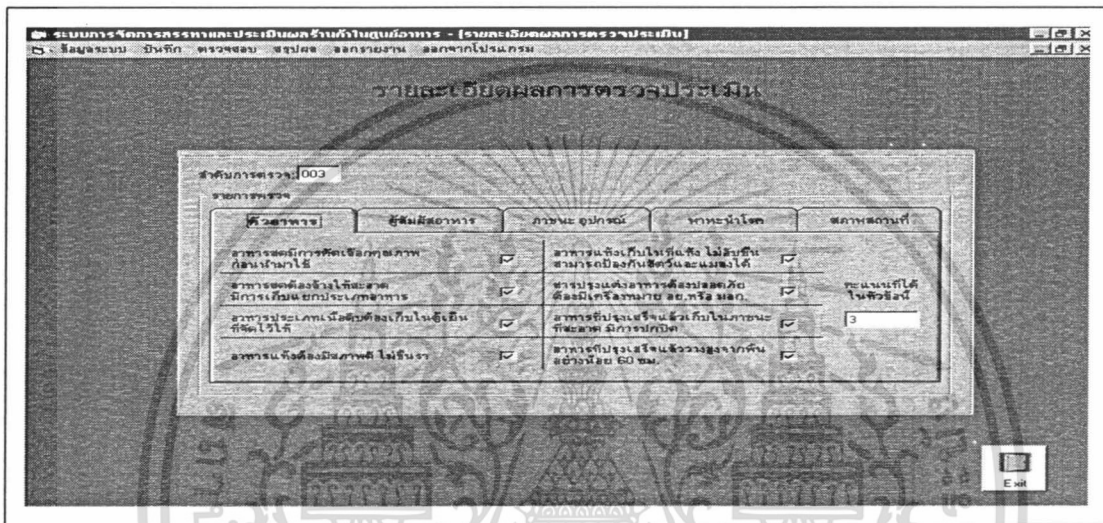 ระบบการจัดการสรรหาและประเมินผลร้านค้าในศูนย์อาหาร - [รายละเอียดผลการตรวจประเมิน]
ข้อมูลระบบ บันทึก ตรวจสอบ สรุปผล ออกรายงาน ออกจากโปรแกรม
รายละเอียดผลการตรวจประเมิน
ลำดับการตรวจ: 003
รายการตรวจ
ตัวอาหาร ผู้สัมผัสอาหาร ภาชนะ อุปกรณ์ พาหะนำโรค สภาพสถานที่
อาหารสดมีการคัดเลือกคุณภาพ
ก่อนนำมาใช้
อาหารสดต้องล้างให้สะอาด
มีการเก็บแยกประเภทอาหาร
อาหารประเภทเนื้อดิบต้องเก็บในตู้เย็น
ที่จัดไว้ให้
อาหารแห้งต้องมีสภาพดี ไม่ขึ้นรา
อาหารแห้งเก็บในที่แห้ง ไม่อับชื้น
สามารถป้องกันสัตว์และแมลงได้
สารปรุงแต่งอาหารต้องปลอดภัย
ต้องมีเครื่องหมาย อย.หรือ มอก.
อาหารที่ปรุงเสร็จแล้วเก็บในภาชนะ
ที่สะอาด มีการปกปิด
อาหารที่ปรุงเสร็จแล้ววางสูงจากพื้น
อย่างน้อย 60 ซม.
คะแนนที่ได้
ในหัวข้อนี้
3
Exit